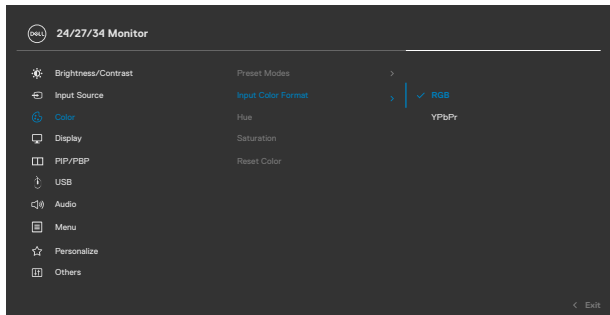 DELL 24/27/34 Monitor
Brightness/Contrast Preset Modes >
Input Source Input Color Format > ✓ RGB
Color Hue YPbPr
Display Saturation
PIP/PBP Reset Color
USB
Audio
Menu
Personalize
Others
< Exit